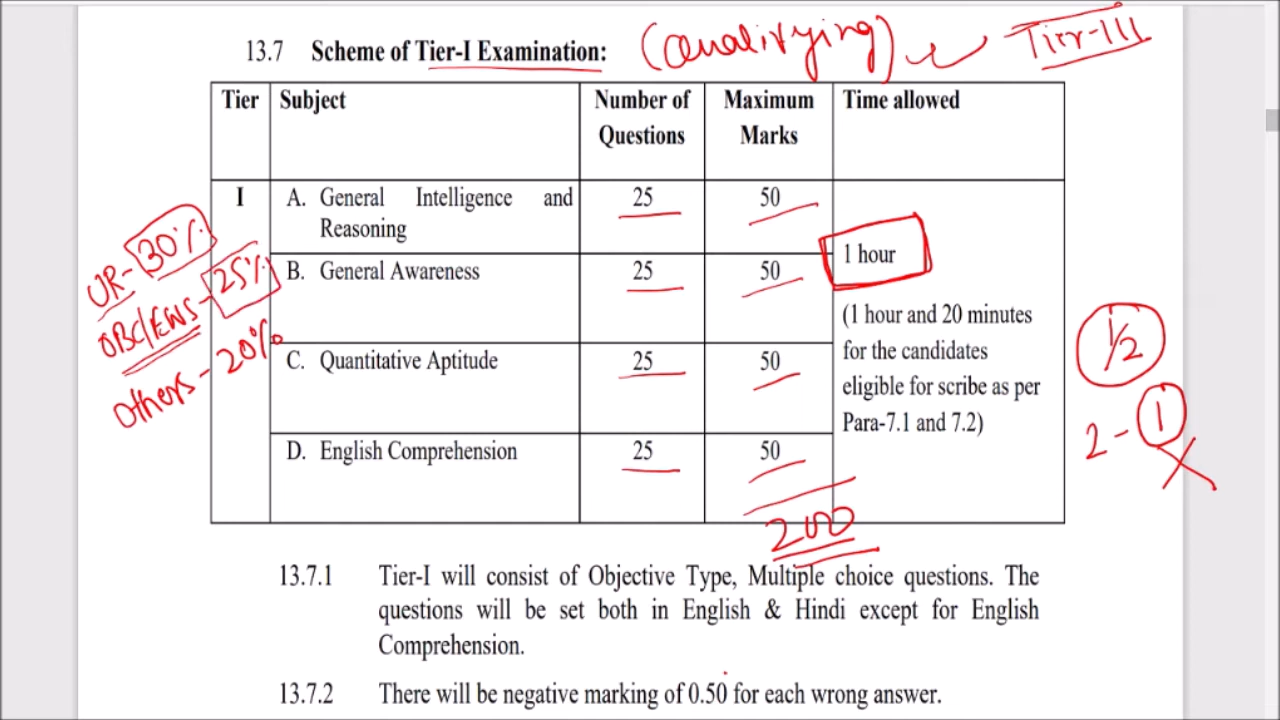 13.7 Scheme of Tier-I Examination: (Qualifying) Tier-III
Tier Subject Number of Questions Maximum Marks Time allowed
I A. General Intelligence and Reasoning 25 50 1 hour
B. General Awareness 25 50
(1 hour and 20 minutes for the candidates eligible for scribe as per Para-7.1 and 7.2)
C. Quantitative Aptitude 25 50
D. English Comprehension 25 50
200
UR- 30%
OBC/EWS- 25%
Others- 20%
1/2
2-1
13.7.1 Tier-I will consist of Objective Type, Multiple choice questions. The
questions will be set both in English & Hindi except for English
Comprehension.
13.7.2 There will be negative marking of 0.50 for each wrong answer.